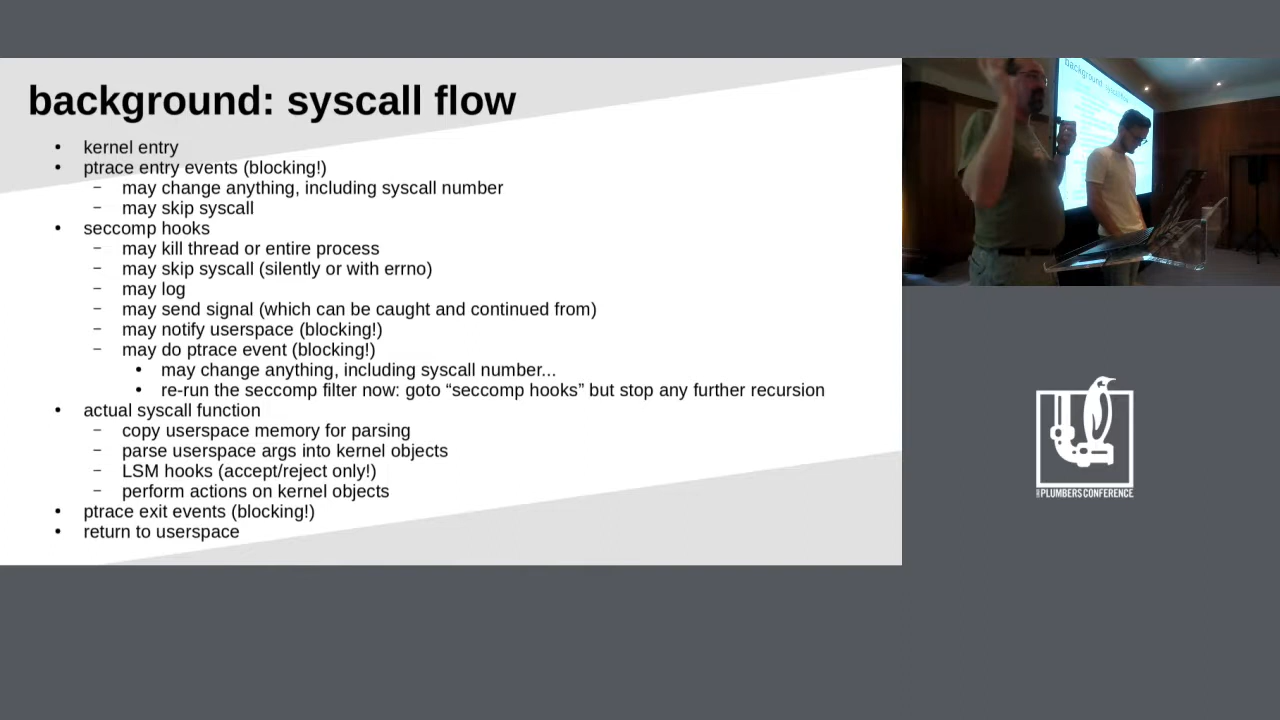 background: syscall flow
• kernel entry
• ptrace entry events (blocking!)
– may change anything, including syscall number
– may skip syscall
• seccomp hooks
– may kill thread or entire process
– may skip syscall (silently or with errno)
– may log
– may send signal (which can be caught and continued from)
– may notify userspace (blocking!)
– may do ptrace event (blocking!)
• may change anything, including syscall number...
• re-run the seccomp filter now: goto “seccomp hooks” but stop any further recursion
• actual syscall function
– copy userspace memory for parsing
– parse userspace args into kernel objects
– LSM hooks (accept/reject only!)
– perform actions on kernel objects
• ptrace exit events (blocking!)
• return to userspace
background: syscall flow
PLUMBERS CONFERENCE